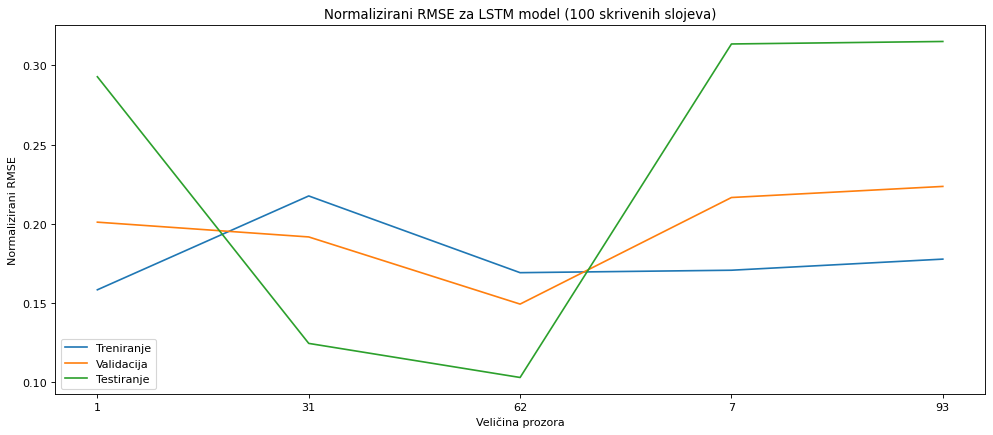 Normalizirani RMSE za LSTM model (100 skrivenih slojeva)
Normalizirani RMSE
0.30
0.25
0.20
0.15
0.10
Treniranje
Validacija
Testiranje
1 31 62 7 93
Veličina prozora